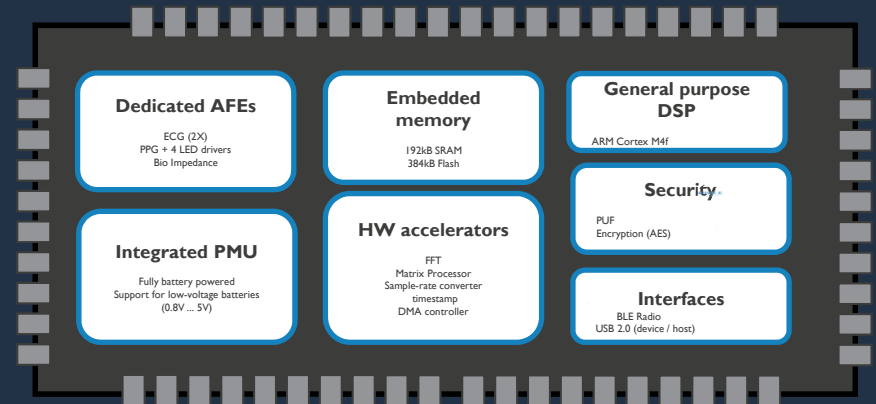 Dedicated AFEs
ECG (2X)
PPG + 4 LED drivers
Bio Impedance
Embedded
memory
192kB SRAM
384kB Flash
General purpose
DSP
ARM Cortex M4f
Security
PUF
Encryption (AES)
Integrated PMU
Fully battery powered
Support for low-voltage batteries
(0.8V ... 5V)
HW accelerators
FFT
Matrix Processor
Sample-rate converter
timestamp
DMA controller
Interfaces
BLE Radio
USB 2.0 (device / host)